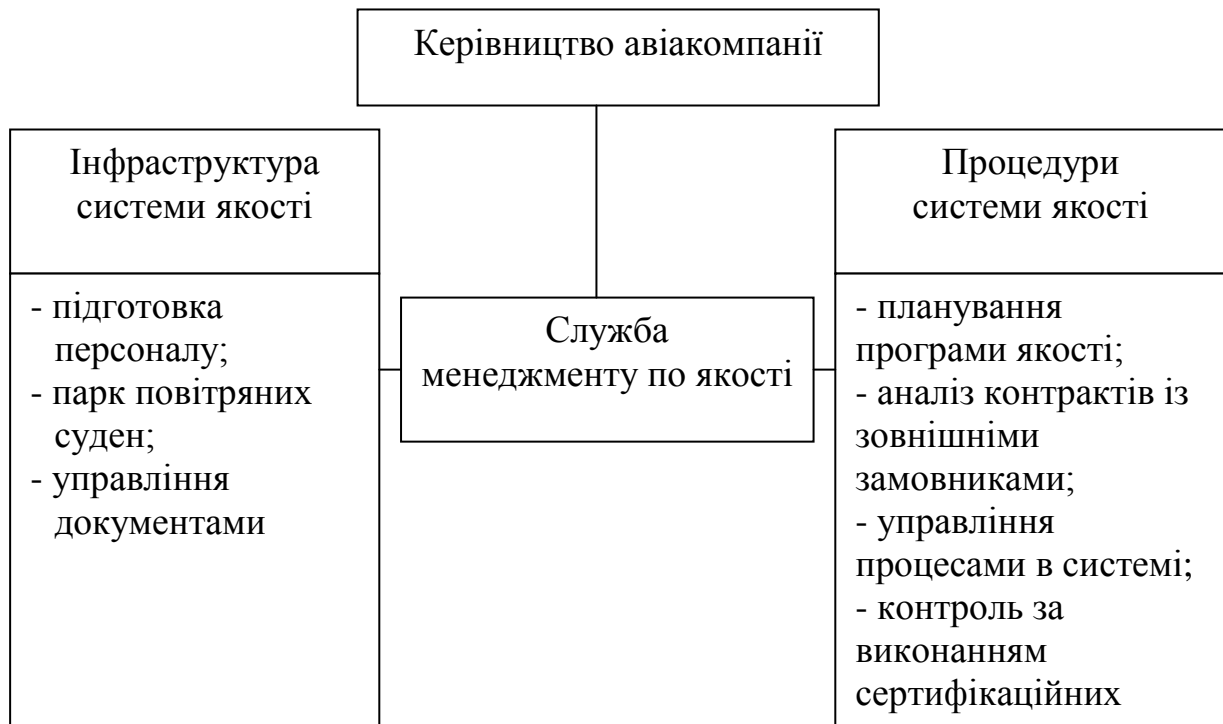 Керівництво авіакомпанії
Інфраструктура
системи якості
- підготовка
персоналу;
- парк повітряних
суден;
- управління
документами
Служба
менеджменту по якості
Процедури
системи якості
- планування
програми якості;
- аналіз контрактів із
зовнішніми
замовниками;
- управління
процесами в системі;
- контроль за
виконанням
сертифікаційних